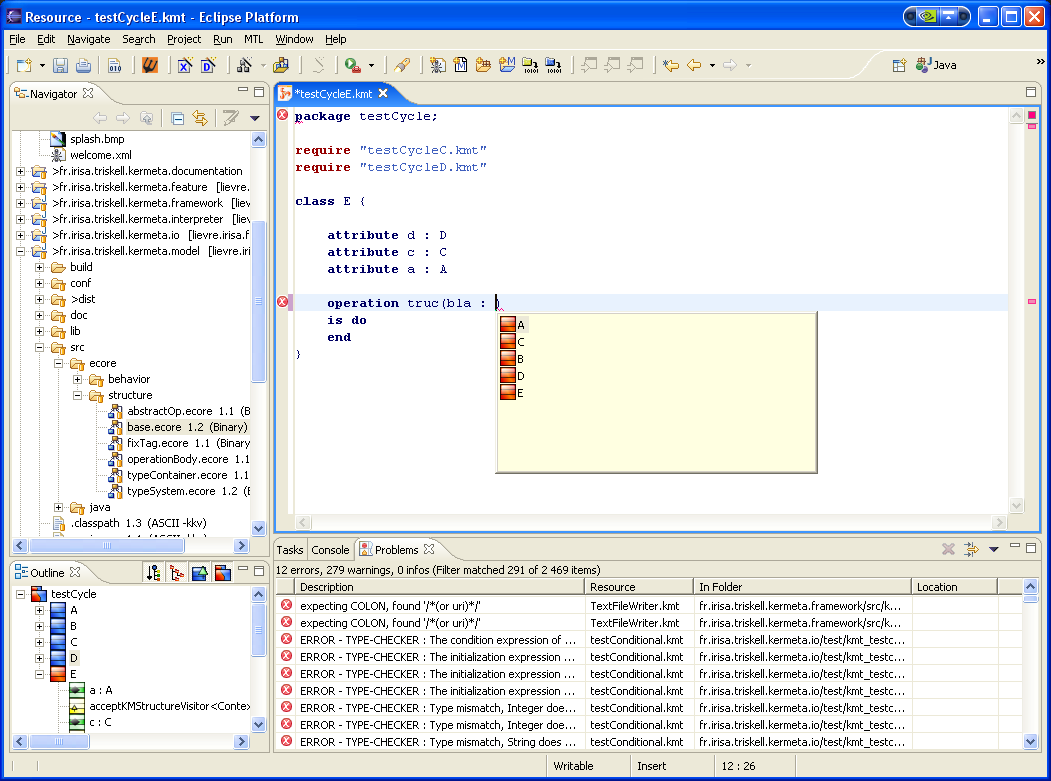 Resource - testCycleE.kmt - Eclipse Platform
File Edit Navigate Search Project Run MTL Window Help
Java
Navigator
splash.bmp
welcome.xml
>fr.irisa.triskell.kermeta.documentation
>fr.irisa.triskell.kermeta.feature [lievre.
>fr.irisa.triskell.kermeta.framework [liev
>fr.irisa.triskell.kermeta.interpreter [liev
>fr.irisa.triskell.kermeta.io [lievre.irisa.f
>fr.irisa.triskell.kermeta.model [lievre.iri
build
conf
>dist
doc
lib
src
ecore
behavior
structure
abstractOp.ecore 1.1 (B
base.ecore 1.2 (Binary)
fixTag.ecore 1.1 (Binary
operationBody.ecore 1.1
typeContainer.ecore 1.1
typeSystem.ecore 1.2 (B
java
.classpath 1.3 (ASCII -kkv)
*testCycleE.kmt
package testCycle;
require "testCycleC.kmt"
require "testCycleD.kmt"
class E {
attribute d : D
attribute c : C
attribute a : A
operation truc(bla : )
is do
end
}
A
C
B
D
E
Outline
testCycle
A
B
C
D
E
a : A
acceptKMStructureVisitor<Contex
c : C
Tasks Console Problems
12 errors, 279 warnings, 0 infos (Filter matched 291 of 2 469 items)
Description Resource In Folder Location
expecting COLON, found '/*(or uri)*/' TextFileWriter.kmt fr.irisa.triskell.kermeta.framework/src/k...
expecting COLON, found '/*(or uri)*/' TextFileWriter.kmt fr.irisa.triskell.kermeta.framework/src/k...
ERROR - TYPE-CHECKER : The condition expression of ... testConditional.kmt fr.irisa.triskell.kermeta.io/test/kmt_testc...
ERROR - TYPE-CHECKER : The initialization expression ... testConditional.kmt fr.irisa.triskell.kermeta.io/test/kmt_testc...
ERROR - TYPE-CHECKER : The initialization expression ... testConditional.kmt fr.irisa.triskell.kermeta.io/test/kmt_testc...
ERROR - TYPE-CHECKER : The initialization expression ... testConditional.kmt fr.irisa.triskell.kermeta.io/test/kmt_testc...
ERROR - TYPE-CHECKER : Type mismatch, Integer doe... testConditional.kmt fr.irisa.triskell.kermeta.io/test/kmt_testc...
ERROR - TYPE-CHECKER : Type mismatch, Integer doe... testConditional.kmt fr.irisa.triskell.kermeta.io/test/kmt_testc...
ERROR - TYPE-CHECKER : Type mismatch, String does ... testConditional.kmt fr.irisa.triskell.kermeta.io/test/kmt_testc...
Writable Insert 12 : 26